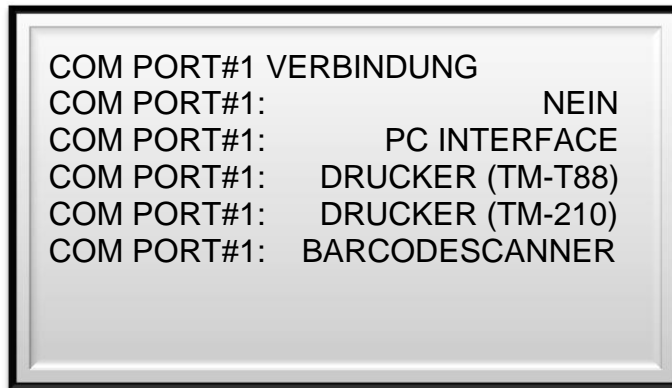 COM PORT#1 VERBINDUNG
COM PORT#1: NEIN
COM PORT#1: PC INTERFACE
COM PORT#1: DRUCKER (TM-T88)
COM PORT#1: DRUCKER (TM-210)
COM PORT#1: BARCODESCANNER